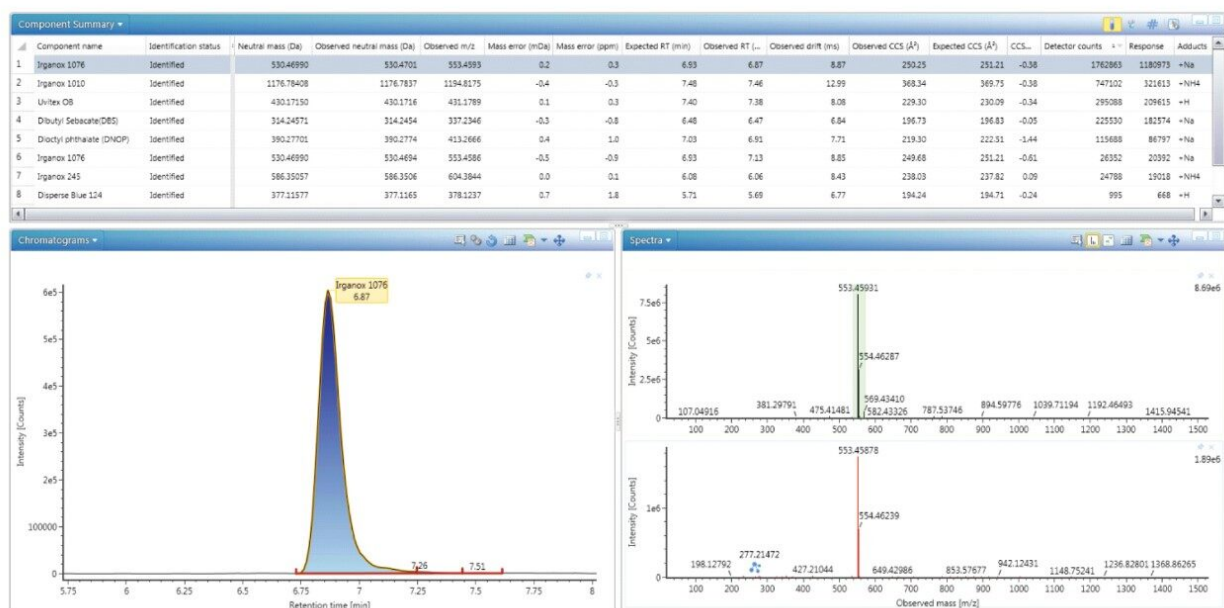 Component Summary
Component name Identification status Neutral mass (Da) Observed neutral mass (Da) Observed m/z Mass error (mDa) Mass error (ppm) Expected RT (min) Observed RT (... Observed drift (ms) Observed CCS (Å²) Expected CCS (Å²) CCS... Detector counts Response Adducts
1 Irganox 1076 Identified 530.46990 530.4701 553.4593 0.2 0.3 6.93 6.87 8.87 250.25 251.21 -0.38 1762863 1180973 +Na
2 Irganox 1010 Identified 1176.78408 1176.7837 1194.8175 -0.4 -0.3 7.48 7.46 12.99 368.34 369.75 -0.38 747102 321613 +NH4
3 Uvitex OB Identified 430.17150 430.1716 431.1789 0.1 0.3 7.40 7.38 8.08 229.30 230.09 -0.34 295088 209615 +H
4 Dibutyl Sebacate(DBS) Identified 314.24571 314.2454 337.2346 -0.3 -0.8 6.48 6.47 6.84 196.73 196.83 -0.05 225530 182574 +Na
5 Dioctyl phthalate (DNOP) Identified 390.27701 390.2774 413.2666 0.4 1.0 7.03 6.91 7.71 219.30 222.51 -1.44 115688 86797 +Na
6 Irganox 1076 Identified 530.46990 530.4694 553.4586 -0.5 -0.9 6.93 7.13 8.85 249.68 251.21 -0.61 26352 20392 +Na
7 Irganox 245 Identified 586.35057 586.3506 604.3844 0.0 0.1 6.08 6.06 8.43 238.03 237.82 0.09 24788 19018 +NH4
8 Disperse Blue 124 Identified 377.11577 377.1165 378.1237 0.7 1.8 5.71 5.69 6.77 194.24 194.71 -0.24 995 668 +H
Chromatograms
Irganox 1076
6.87
6e5
5e5
4e5
3e5
2e5
100000
0
7.26 7.51
5.75 6 6.25 6.5 6.75 7 7.25 7.5 7.75 8
Intensity [Counts]
Retention time [min]
Spectra
553.45931
8.69e6
7.5e6
5e6
2.5e6
0
554.46287
569.43410
107.04916 381.29791 475.41481 582.43326 787.53746 894.59776 1039.71194 1192.46493 1415.94541
100 200 300 400 500 600 700 800 900 1000 1100 1200 1300 1400 1500
Intensity [Counts]
553.45878
1.89e6
1e6
0
554.46239
277.21472
198.12792 427.21044 649.42986 853.57677 942.12431 1148.75241 1236.82801 1368.86265
100 200 300 400 500 600 700 800 900 1000 1100 1200 1300 1400 1500
Intensity [Counts]
Observed mass [m/z]